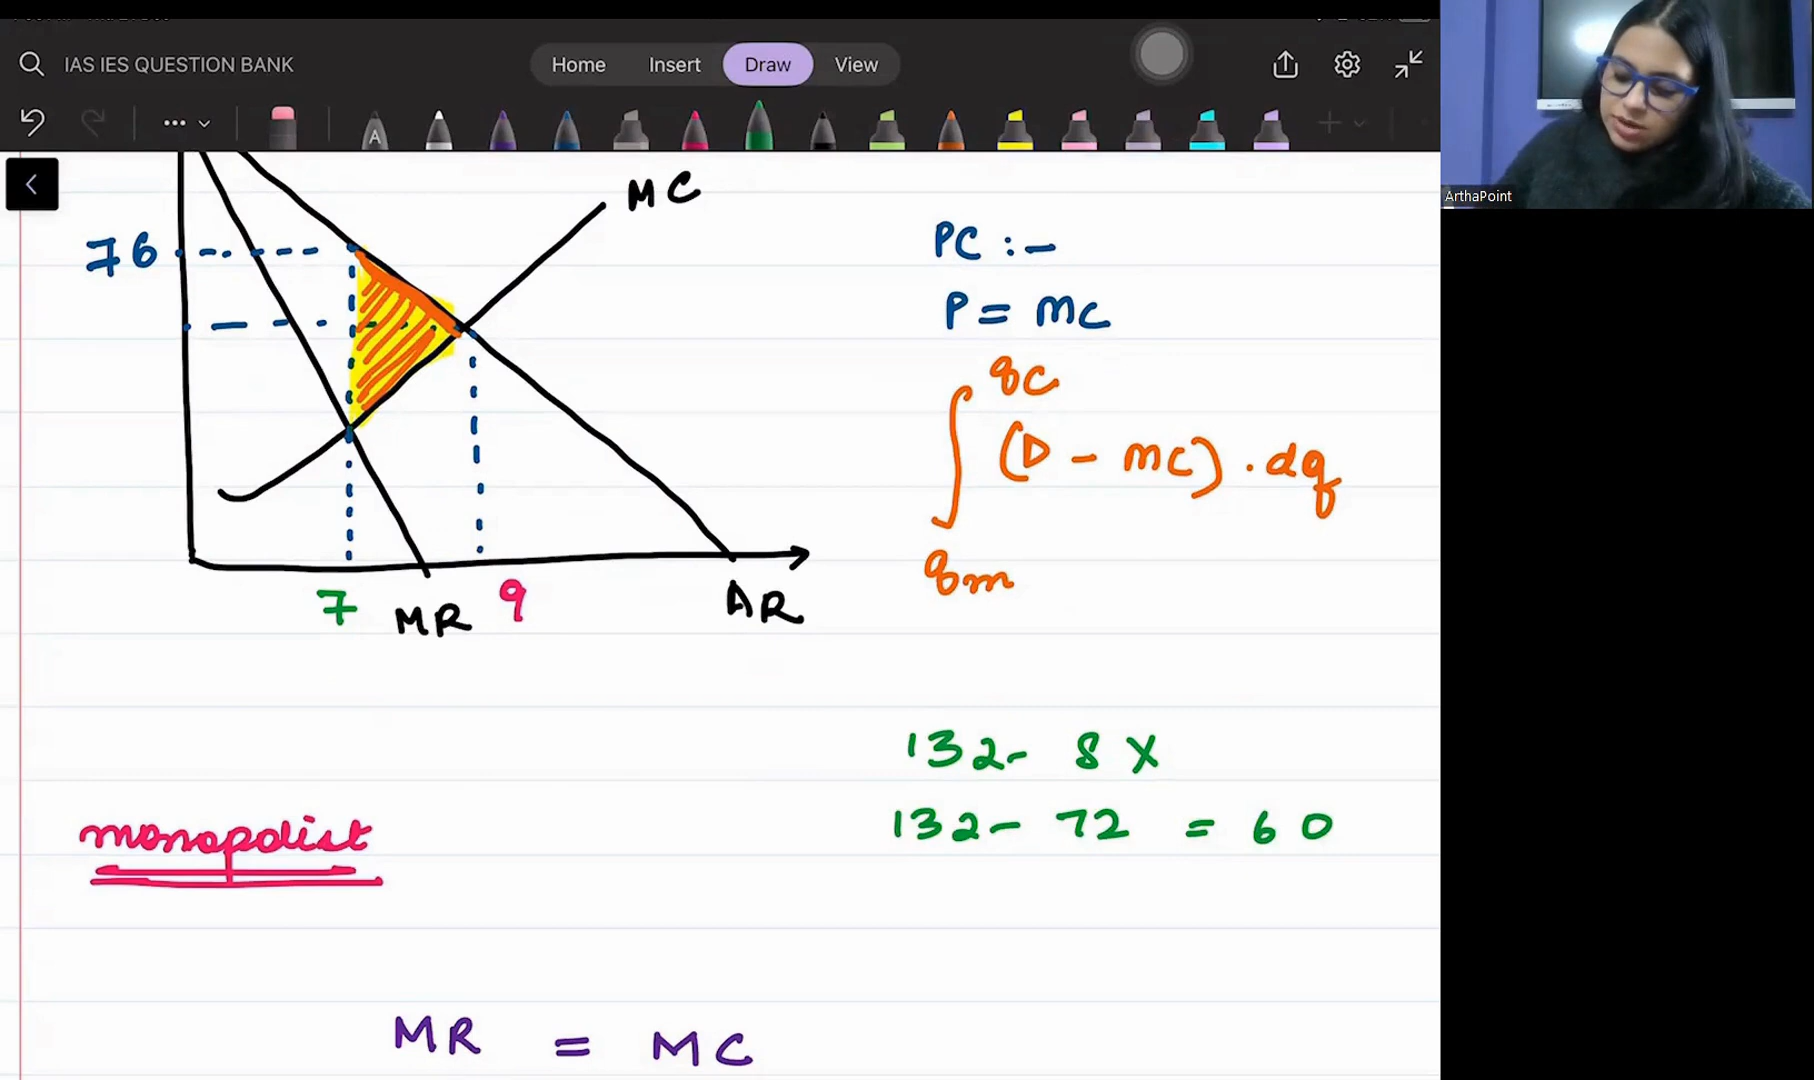 IAS IES QUESTION BANK
Home Insert Draw View
A
ArthaPoint
MC
76
7 MR 9 AR
PC :-
P = MC
qc
∫ (D - MC) . dq
qm
132 - 8X
132 - 72 = 60
monopolist
MR = MC